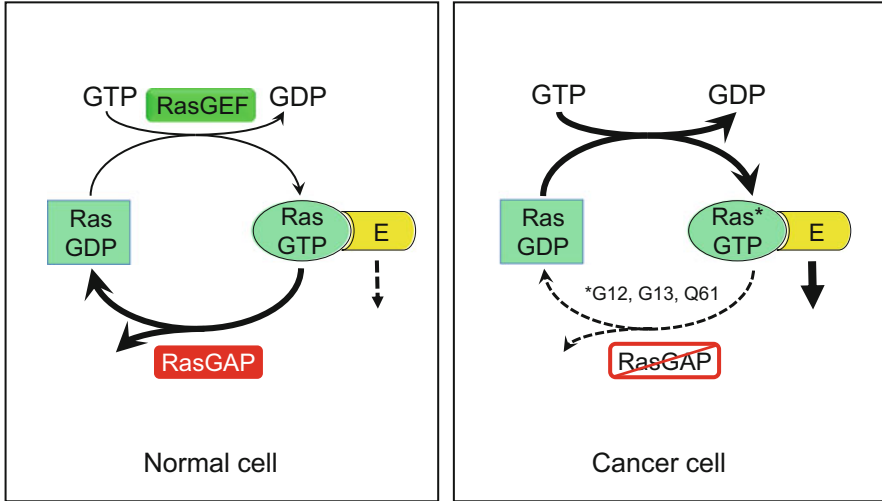 GTP
RasGEF
GDP
Ras
GDP
Ras
GTP
E
RasGAP
Normal cell
GTP
GDP
Ras
GDP
Ras*
GTP
E
*G12, G13, Q61
RasGAP
Cancer cell